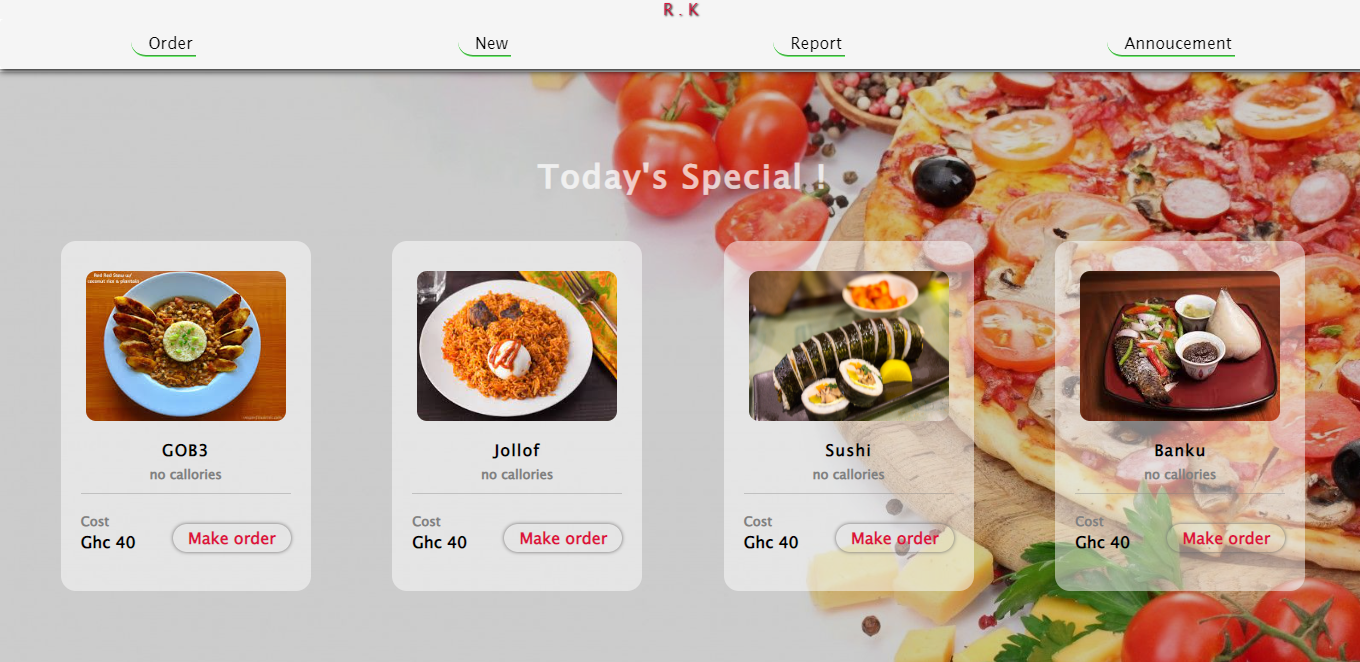 R.K
Order
New
Report
Annoucement
Today's Special !
Red Red Stew w/
coconut rice & plantains
GOB3
no callories
Cost
Ghc 40
Make order
Jollof
no callories
Cost
Ghc 40
Make order
Sushi
no callories
Cost
Ghc 40
Make order
Banku
no callories
Cost
Ghc 40
Make order